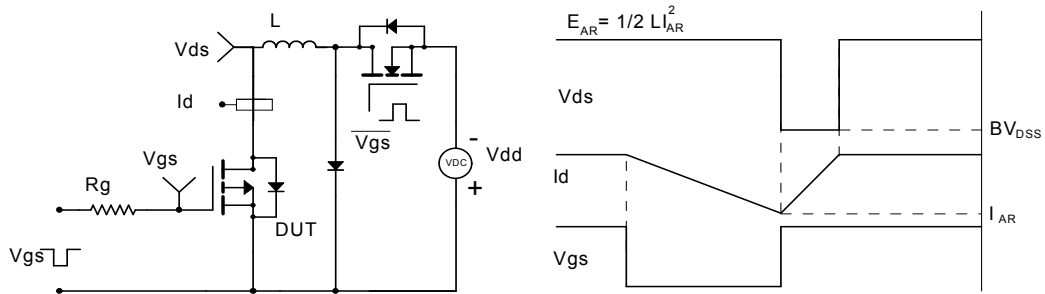 L
Vds
Id
Vgs
Rg
DUT
Vgs
Vgs
VDC
-
+
Vdd
E_AR = 1/2 LI_AR^2
Vds
BV_DSS
Id
I_AR
Vgs